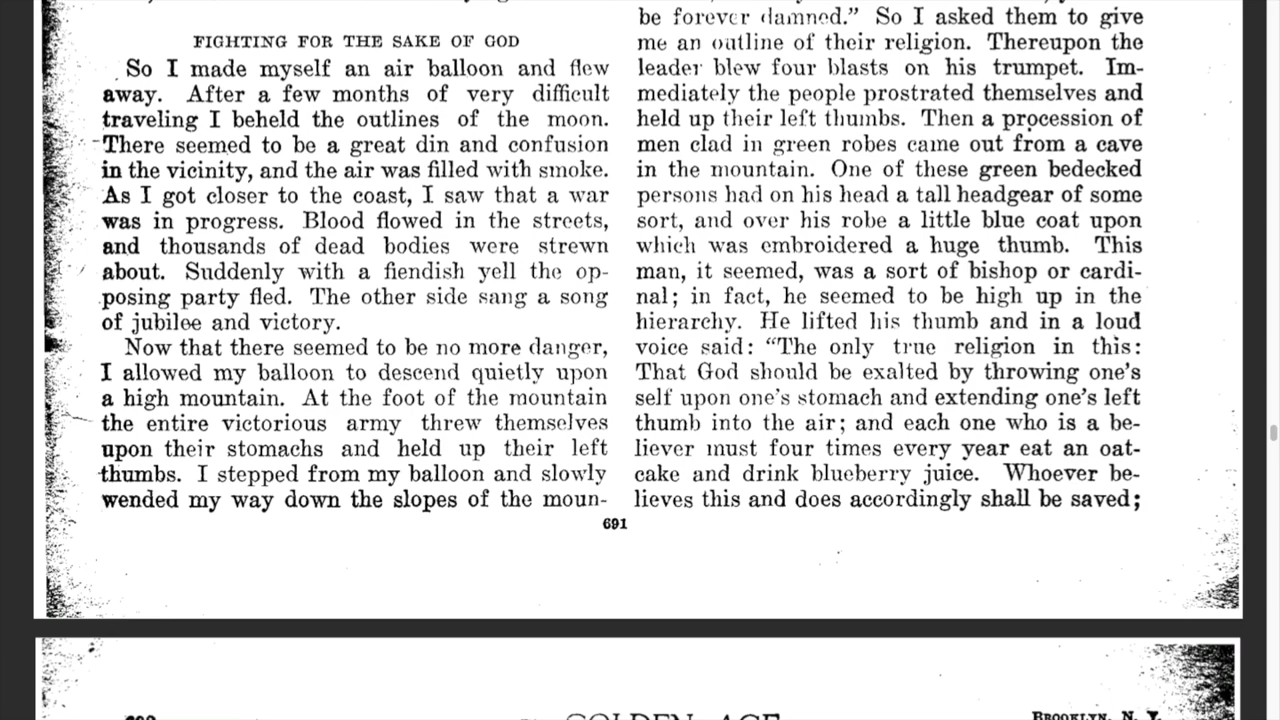 FIGHTING FOR THE SAKE OF GOD
So I made myself an air balloon and flew
away. After a few months of very difficult
traveling I beheld the outlines of the moon.
There seemed to be a great din and confusion
in the vicinity, and the air was filled with smoke.
As I got closer to the coast, I saw that a war
was in progress. Blood flowed in the streets,
and thousands of dead bodies were strewn
about. Suddenly with a fiendish yell the op-
posing party fled. The other side sang a song
of jubilee and victory.
Now that there seemed to be no more danger,
I allowed my balloon to descend quietly upon
a high mountain. At the foot of the mountain
the entire victorious army threw themselves
upon their stomachs and held up their left
thumbs. I stepped from my balloon and slowly
wended my way down the slopes of the moun-
be forever damned.” So I asked them to give
me an outline of their religion. Thereupon the
leader blew four blasts on his trumpet. Im-
mediately the people prostrated themselves and
held up their left thumbs. Then a procession of
men clad in green robes came out from a cave
in the mountain. One of these green bedecked
persons had on his head a tall headgear of some
sort, and over his robe a little blue coat upon
which was embroidered a huge thumb. This
man, it seemed, was a sort of bishop or cardi-
nal; in fact, he seemed to be high up in the
hierarchy. He lifted his thumb and in a loud
voice said: “The only true religion in this:
That God should be exalted by throwing one’s
self upon one’s stomach and extending one’s left
thumb into the air; and each one who is a be-
liever must four times every year eat an oat-
cake and drink blueberry juice. Whoever be-
lieves this and does accordingly shall be saved;
691
GOLDEN AGE
BROOKLYN, N. Y.